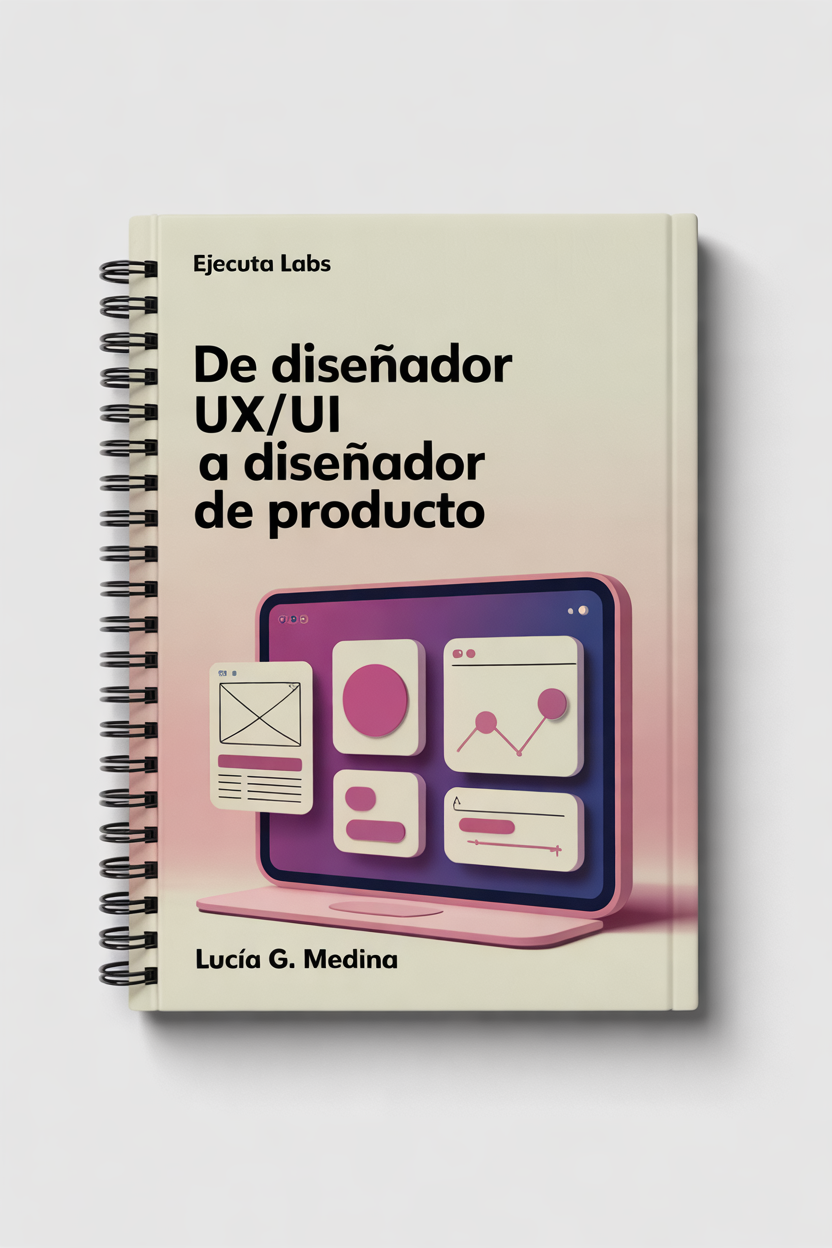 Ejecuta Labs
De diseñador
UX/UI
a diseñador
de producto
Lucía G. Medina